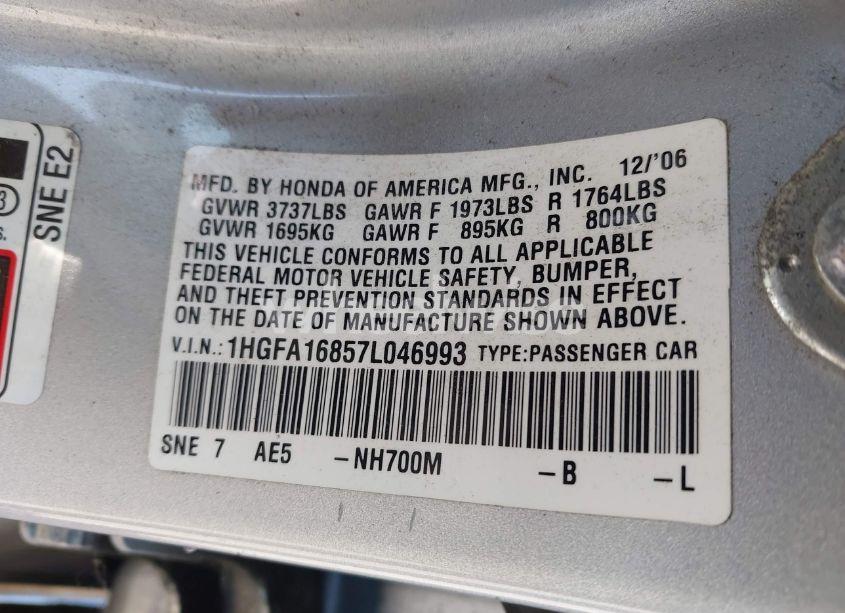 MFD. BY HONDA OF AMERICA MFG., INC. 12/'06
GVWR 3737LBS GAWR F 1973LBS R 1764LBS
GVWR 1695KG GAWR F 895KG R 800KG
THIS VEHICLE CONFORMS TO ALL APPLICABLE
FEDERAL MOTOR VEHICLE SAFETY, BUMPER,
AND THEFT PREVENTION STANDARDS IN EFFECT
ON THE DATE OF MANUFACTURE SHOWN ABOVE.
V.I.N.: 1HGFA16857L046993 TYPE:PASSENGER CAR
SNE 7 AE5 -NH700M -B -L
SNE E2
3
S.